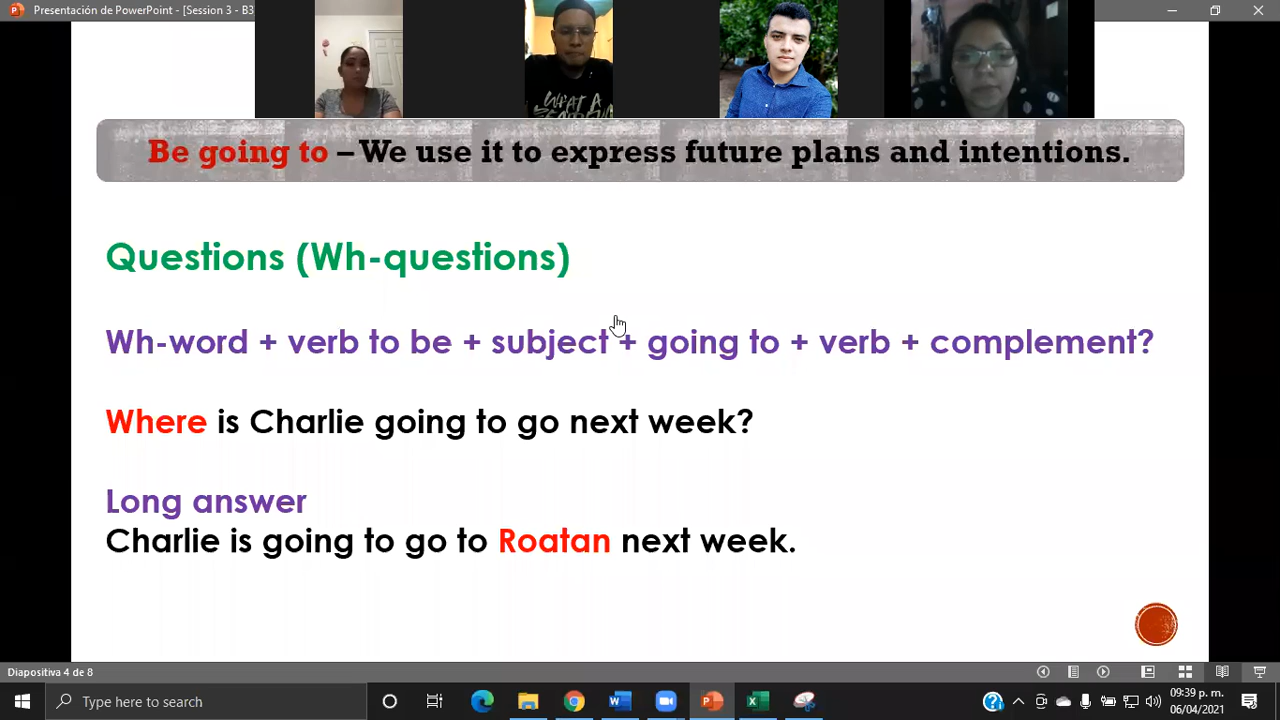 Presentación de PowerPoint - [Session 3 - B3
WHAT A
Be going to – We use it to express future plans and intentions.
Questions (Wh-questions)
Wh-word + verb to be + subject + going to + verb + complement?
Where is Charlie going to go next week?
Long answer
Charlie is going to go to Roatan next week.
Diapositiva 4 de 8
Type here to search
09:39 p. m.
06/04/2021